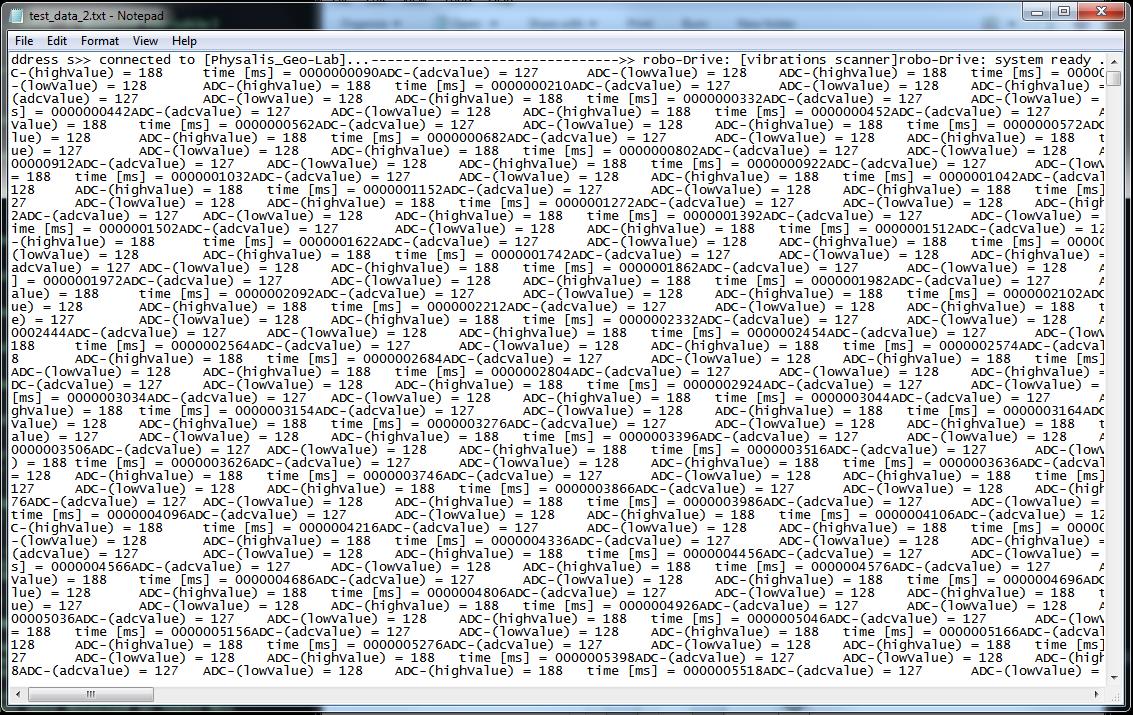 test_data_2.txt - Notepad
File Edit Format View Help
ddress s>> connected to [Physalis_Geo-Lab]...------------------------------->> robo-Drive: [vibrations scanner]robo-Drive: system ready .
C-(highValue) = 188 time [ms] = 0000000090ADC-(adcValue) = 127 ADC-(lowValue) = 128 ADC-(highValue) = 188 time [ms] = 0000
-(lowValue) = 128 ADC-(highValue) = 188 time [ms] = 0000000210ADC-(adcValue) = 127 ADC-(lowValue) = 128 ADC-(highValue) =
(adcValue) = 127 ADC-(lowValue) = 128 ADC-(highValue) = 188 time [ms] = 0000000332ADC-(adcValue) = 127 ADC-(lowValue) = 
s] = 0000000442ADC-(adcValue) = 127 ADC-(lowValue) = 128 ADC-(highValue) = 188 time [ms] = 0000000452ADC-(adcValue) = 127
Value) = 188 time [ms] = 0000000562ADC-(adcValue) = 127 ADC-(lowValue) = 128 ADC-(highValue) = 188 time [ms] = 0000000572ADC
lue) = 128 ADC-(highValue) = 188 time [ms] = 0000000682ADC-(adcValue) = 127 ADC-(lowValue) = 128 ADC-(highValue) = 188
ue) = 127 ADC-(lowValue) = 128 ADC-(highValue) = 188 time [ms] = 0000000802ADC-(adcValue) = 127 ADC-(lowValue) = 128
00000912ADC-(adcValue) = 127 ADC-(lowValue) = 128 ADC-(highValue) = 188 time [ms] = 0000000922ADC-(adcValue) = 127 ADC-(low
= 188 time [ms] = 0000001032ADC-(adcValue) = 127 ADC-(lowValue) = 128 ADC-(highValue) = 188 time [ms] = 0000001042ADC-(adcVal
128 ADC-(highValue) = 188 time [ms] = 0000001152ADC-(adcValue) = 127 ADC-(lowValue) = 128 ADC-(highValue) = 188 time [ms]
27 ADC-(lowValue) = 128 ADC-(highValue) = 188 time [ms] = 0000001272ADC-(adcValue) = 127 ADC-(lowValue) = 128 ADC-(high
2ADC-(adcValue) = 127 ADC-(lowValue) = 128 ADC-(highValue) = 188 time [ms] = 0000001392ADC-(adcValue) = 127 ADC-(lowValue) =
ime [ms] = 0000001502ADC-(adcValue) = 127 ADC-(lowValue) = 128 ADC-(highValue) = 188 time [ms] = 0000001512ADC-(adcValue) = 12
-(highValue) = 188 time [ms] = 0000001622ADC-(adcValue) = 127 ADC-(lowValue) = 128 ADC-(highValue) = 188 time [ms] = 0000
(lowValue) = 128 ADC-(highValue) = 188 time [ms] = 0000001742ADC-(adcValue) = 127 ADC-(lowValue) = 128 ADC-(highValue) =
adcValue) = 127 ADC-(lowValue) = 128 ADC-(highValue) = 188 time [ms] = 0000001862ADC-(adcValue) = 127 ADC-(lowValue) = 128 A
] = 0000001972ADC-(adcValue) = 127 ADC-(lowValue) = 128 ADC-(highValue) = 188 time [ms] = 0000001982ADC-(adcValue) = 127
alue) = 188 time [ms] = 0000002092ADC-(adcValue) = 127 ADC-(lowValue) = 128 ADC-(highValue) = 188 time [ms] = 0000002102ADC
ue) = 128 ADC-(highValue) = 188 time [ms] = 0000002212ADC-(adcValue) = 127 ADC-(lowValue) = 128 ADC-(highValue) = 188 t
e) = 127 ADC-(lowValue) = 128 ADC-(highValue) = 188 time [ms] = 0000002332ADC-(adcValue) = 127 ADC-(lowValue) = 128 A
0002444ADC-(adcValue) = 127 ADC-(lowValue) = 128 ADC-(highValue) = 188 time [ms] = 0000002454ADC-(adcValue) = 127 ADC-(low
188 time [ms] = 0000002564ADC-(adcValue) = 127 ADC-(lowValue) = 128 ADC-(highValue) = 188 time [ms] = 0000002574ADC-(adcVal
8 ADC-(highValue) = 188 time [ms] = 0000002684ADC-(adcValue) = 127 ADC-(lowValue) = 128 ADC-(highValue) = 188 time [ms]
ADC-(lowValue) = 128 ADC-(highValue) = 188 time [ms] = 0000002804ADC-(adcValue) = 127 ADC-(lowValue) = 128 ADC-(high
DC-(adcValue) = 127 ADC-(lowValue) = 128 ADC-(highValue) = 188 time [ms] = 0000002924ADC-(adcValue) = 127 ADC-(lowValue) =
[ms] = 0000003034ADC-(adcValue) = 127 ADC-(lowValue) = 128 ADC-(highValue) = 188 time [ms] = 0000003044ADC-(adcValue) = 12
ghValue) = 188 time [ms] = 0000003154ADC-(adcValue) = 127 ADC-(lowValue) = 128 ADC-(highValue) = 188 time [ms] = 0000003164
Value) = 128 ADC-(highValue) = 188 time [ms] = 0000003276ADC-(adcValue) = 127 ADC-(lowValue) = 128 ADC-(highValue) = 188
alue) = 127 ADC-(lowValue) = 128 ADC-(highValue) = 188 time [ms] = 0000003396ADC-(adcValue) = 127 ADC-(lowValue) = 128
0000003506ADC-(adcValue) = 127 ADC-(lowValue) = 128 ADC-(highValue) = 188 time [ms] = 0000003516ADC-(adcValue) = 127 ADC-(low
) = 188 time [ms] = 0000003626ADC-(adcValue) = 127 ADC-(lowValue) = 128 ADC-(highValue) = 188 time [ms] = 0000003636ADC-(adcVal
= 128 ADC-(highValue) = 188 time [ms] = 0000003746ADC-(adcValue) = 127 ADC-(lowValue) = 128 ADC-(highValue) = 188 time [ms]
127 ADC-(lowValue) = 128 ADC-(highValue) = 188 time [ms] = 0000003866ADC-(adcValue) = 127 ADC-(lowValue) = 128 ADC-(high
76ADC-(adcValue) = 127 ADC-(lowValue) = 128 ADC-(highValue) = 188 time [ms] = 0000003986ADC-(adcValue) = 127 ADC-(lowValue) =
time [ms] = 0000004096ADC-(adcValue) = 127 ADC-(lowValue) = 128 ADC-(highValue) = 188 time [ms] = 0000004106ADC-(adcValue) = 12
C-(highValue) = 188 time [ms] = 0000004216ADC-(adcValue) = 127 ADC-(lowValue) = 128 ADC-(highValue) = 188 time [ms] = 0000
-(lowValue) = 128 ADC-(highValue) = 188 time [ms] = 0000004336ADC-(adcValue) = 127 ADC-(lowValue) = 128 ADC-(highValue) =
(adcValue) = 127 ADC-(lowValue) = 128 ADC-(highValue) = 188 time [ms] = 0000004456ADC-(adcValue) = 127 ADC-(lowValue) =
s] = 0000004566ADC-(adcValue) = 127 ADC-(lowValue) = 128 ADC-(highValue) = 188 time [ms] = 0000004576ADC-(adcValue) = 127
Value) = 188 time [ms] = 0000004686ADC-(adcValue) = 127 ADC-(lowValue) = 128 ADC-(highValue) = 188 time [ms] = 0000004696ADC
lue) = 128 ADC-(highValue) = 188 time [ms] = 0000004806ADC-(adcValue) = 127 ADC-(lowValue) = 128 ADC-(highValue) = 188
ue) = 127 ADC-(lowValue) = 128 ADC-(highValue) = 188 time [ms] = 0000004926ADC-(adcValue) = 127 ADC-(lowValue) = 128 A
00005036ADC-(adcValue) = 127 ADC-(lowValue) = 128 ADC-(highValue) = 188 time [ms] = 0000005046ADC-(adcValue) = 127 ADC-(low
= 188 time [ms] = 0000005156ADC-(adcValue) = 127 ADC-(lowValue) = 128 ADC-(highValue) = 188 time [ms] = 0000005166ADC-(adcVal
128 ADC-(highValue) = 188 time [ms] = 0000005276ADC-(adcValue) = 127 ADC-(lowValue) = 128 ADC-(highValue) = 188 time [ms]
27 ADC-(lowValue) = 128 ADC-(highValue) = 188 time [ms] = 0000005398ADC-(adcValue) = 127 ADC-(lowValue) = 128 ADC-(high
8ADC-(adcValue) = 127 ADC-(lowValue) = 128 ADC-(highValue) = 188 time [ms] = 0000005518ADC-(adcValue) = 127 ADC-(lowValue) =